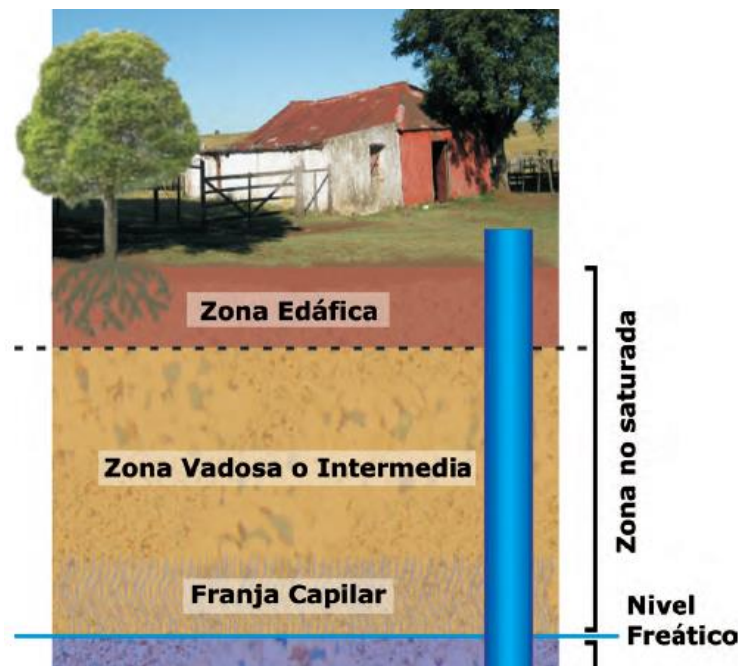 Zona Edáfica
Zona Vadosa o Intermedia
Franja Capilar
Zona no saturada
Nivel
Freático